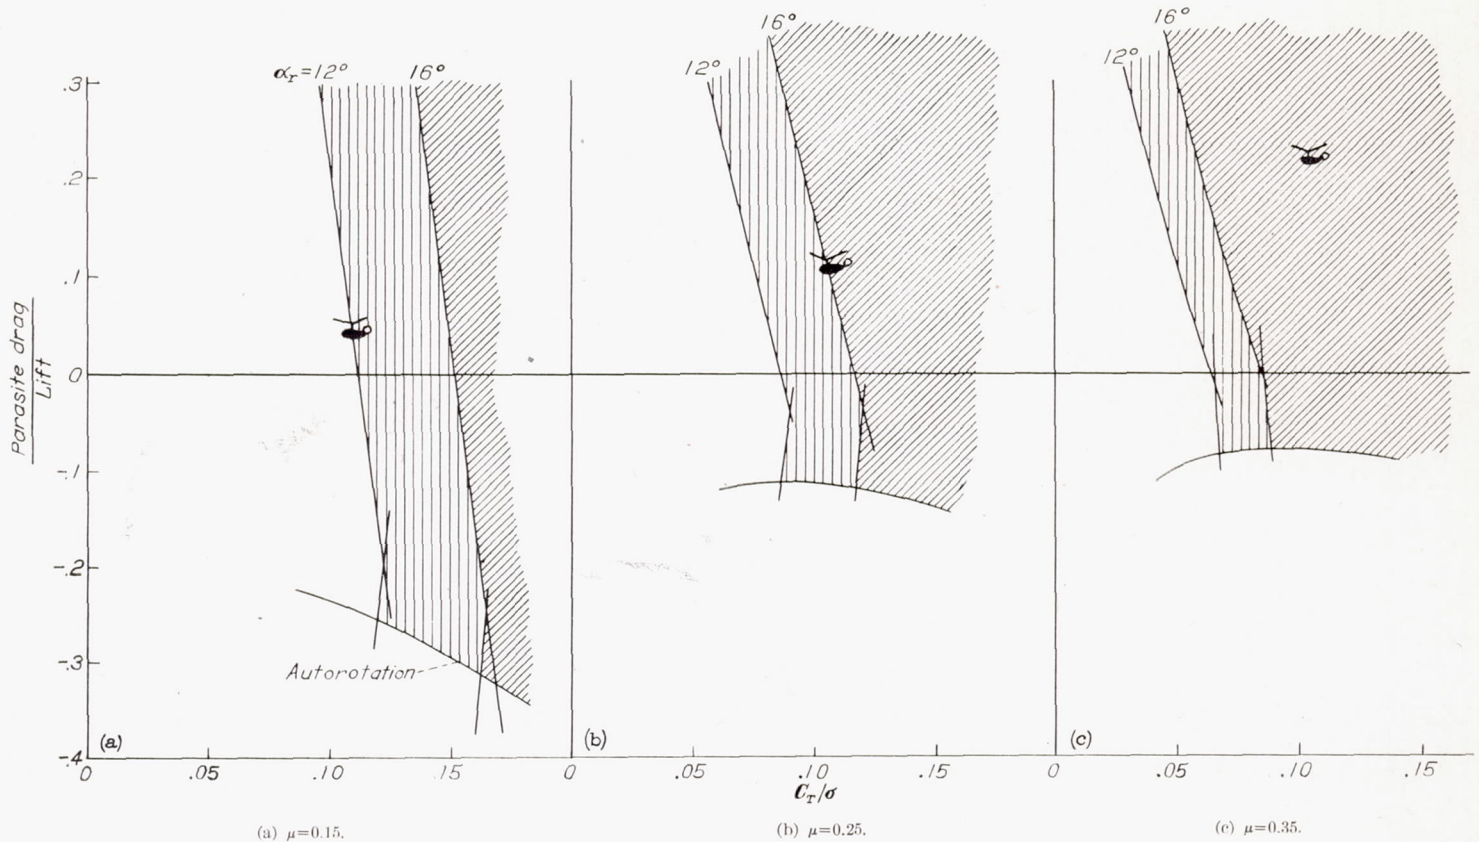 αᵣ=12°
16°
12°
16°
12°
16°
.3
.2
.1
0
-.1
-.2
-.3
-.4
Parasite drag
Lift
Autorotation
(a)
(b)
(c)
0
.05
.10
.15
0
.05
.10
.15
0
.05
.10
.15
C_T/σ
(a) μ=0.15.
(b) μ=0.25.
(c) μ=0.35.